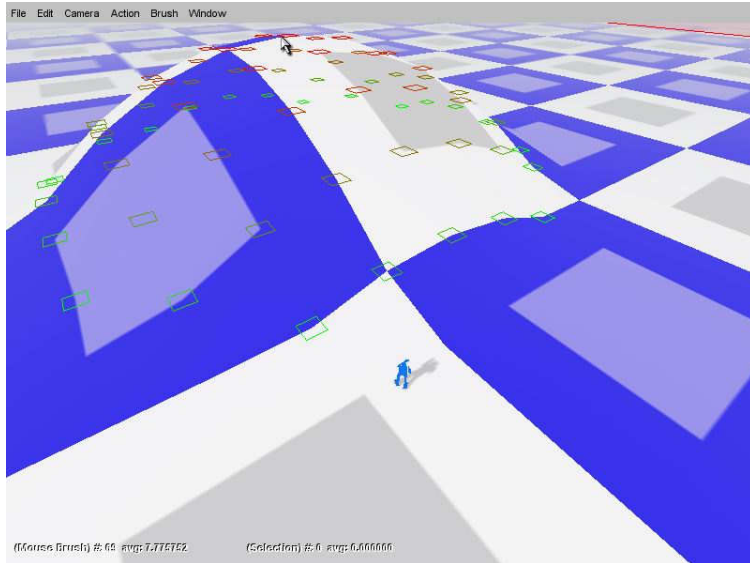 File Edit Camera Action Brush Window
(Mouse Brush) #: 69 avg: 7.775752 (Selection) #: 0 avg: 0.000000